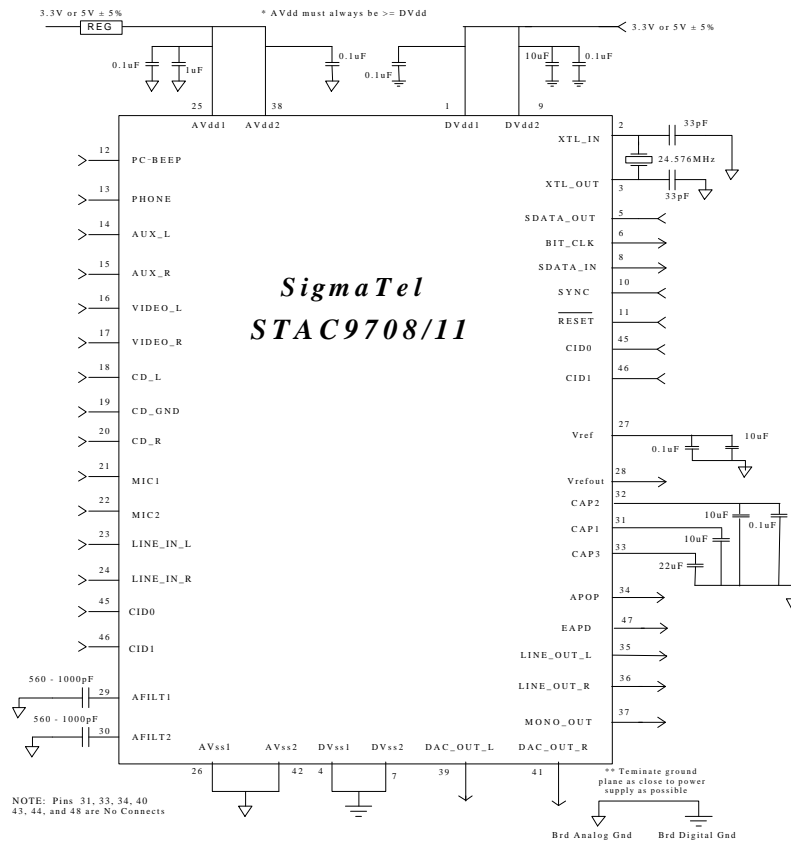 3.3V or 5V ± 5%
REG
* AVdd must always be >= DVdd
3.3V or 5V ± 5%
0.1uF
1uF
0.1uF
0.1uF
10uF
0.1uF
25
38
1
9
AVdd1
AVdd2
DVdd1
DVdd2
12
PC-BEEP
13
PHONE
14
AUX_L
15
AUX_R
16
VIDEO_L
17
VIDEO_R
18
CD_L
19
CD_GND
20
CD_R
21
MIC1
22
MIC2
23
LINE_IN_L
24
LINE_IN_R
45
CID0
46
CID1
560 - 1000pF
29
AFILT1
560 - 1000pF
30
AFILT2
SigmaTel
STAC9708/11
2
XTL_IN
33pF
24.576MHz
XTL_OUT
3
33pF
SDATA_OUT
5
BIT_CLK
6
SDATA_IN
8
SYNC
10
RESET
11
CID0
45
CID1
46
Vref
27
0.1uF
10uF
Vrefout
28
CAP2
32
10uF
0.1uF
CAP1
31
10uF
CAP3
33
22uF
APOP
34
EAPD
47
LINE_OUT_L
35
LINE_OUT_R
36
MONO_OUT
37
AVss1
AVss2
DVss1
DVss2
DAC_OUT_L
DAC_OUT_R
26
42
4
7
39
41
** Teminate ground
plane as close to power
supply as possible
Brd Analog Gnd
Brd Digital Gnd
NOTE: Pins 31, 33, 34, 40
43, 44, and 48 are No Connects